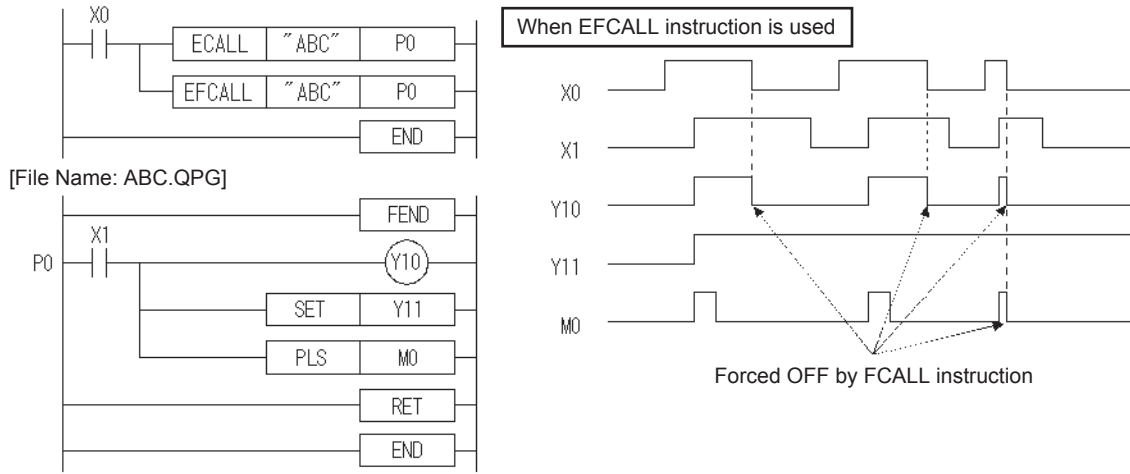 X0
ECALL "ABC" P0
EFCALL "ABC" P0
END
[File Name: ABC.QPG]
FEND
X1
P0 Y10
SET Y11
PLS M0
RET
END
When EFCALL instruction is used
X0
X1
Y10
Y11
M0
Forced OFF by FCALL instruction